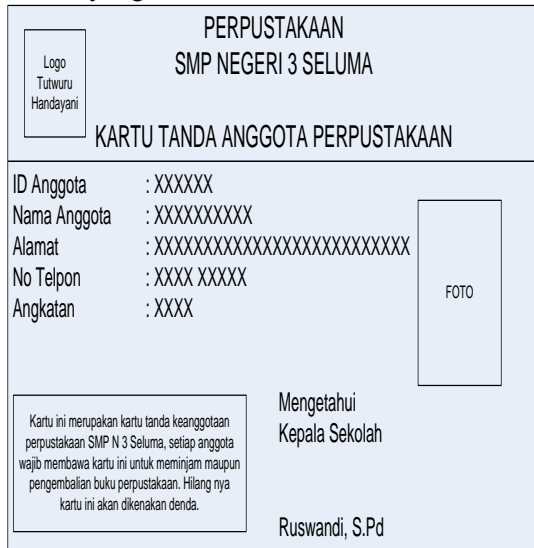 PERPUSTAKAAN
SMP NEGERI 3 SELUMA
Logo
Tutwuru
Handayani
KARTU TANDA ANGGOTA PERPUSTAKAAN
ID Anggota : XXXXXX
Nama Anggota : XXXXXXXXXX
Alamat : XXXXXXXXXXXXXXXXXXXXXXXXXX
No Telpon : XXXX XXXXX
Angkatan : XXXX
FOTO
Kartu ini merupakan kartu tanda keanggotaan
perpustakaan SMP N 3 Seluma, setiap anggota
wajib membawa kartu ini untuk meminjam maupun
pengembalian buku perpustakaan. Hilang nya
kartu ini akan dikenakan denda.
Mengetahui
Kepala Sekolah
Ruswandi, S.Pd